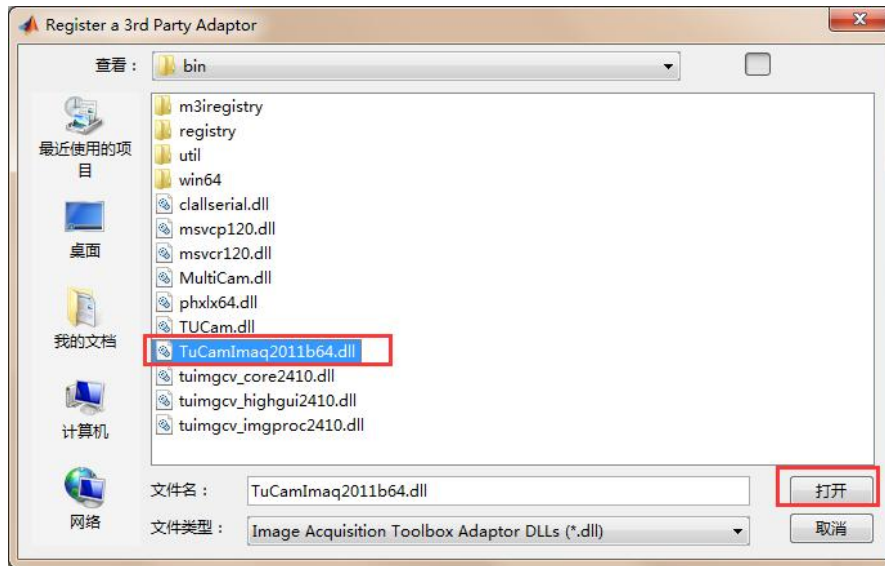 Register a 3rd Party Adaptor
查看：
bin
最近使用的项
目
桌面
我的文档
计算机
网络
m3iregistry
registry
util
win64
clallserial.dll
msvcp120.dll
msvcr120.dll
MultiCam.dll
phxlx64.dll
TUCam.dll
TuCamImaq2011b64.dll
tuimgcv_core2410.dll
tuimgcv_highgui2410.dll
tuimgcv_imgproc2410.dll
文件名：
TuCamImaq2011b64.dll
打开
文件类型：
Image Acquisition Toolbox Adaptor DLLs (*.dll)
取消